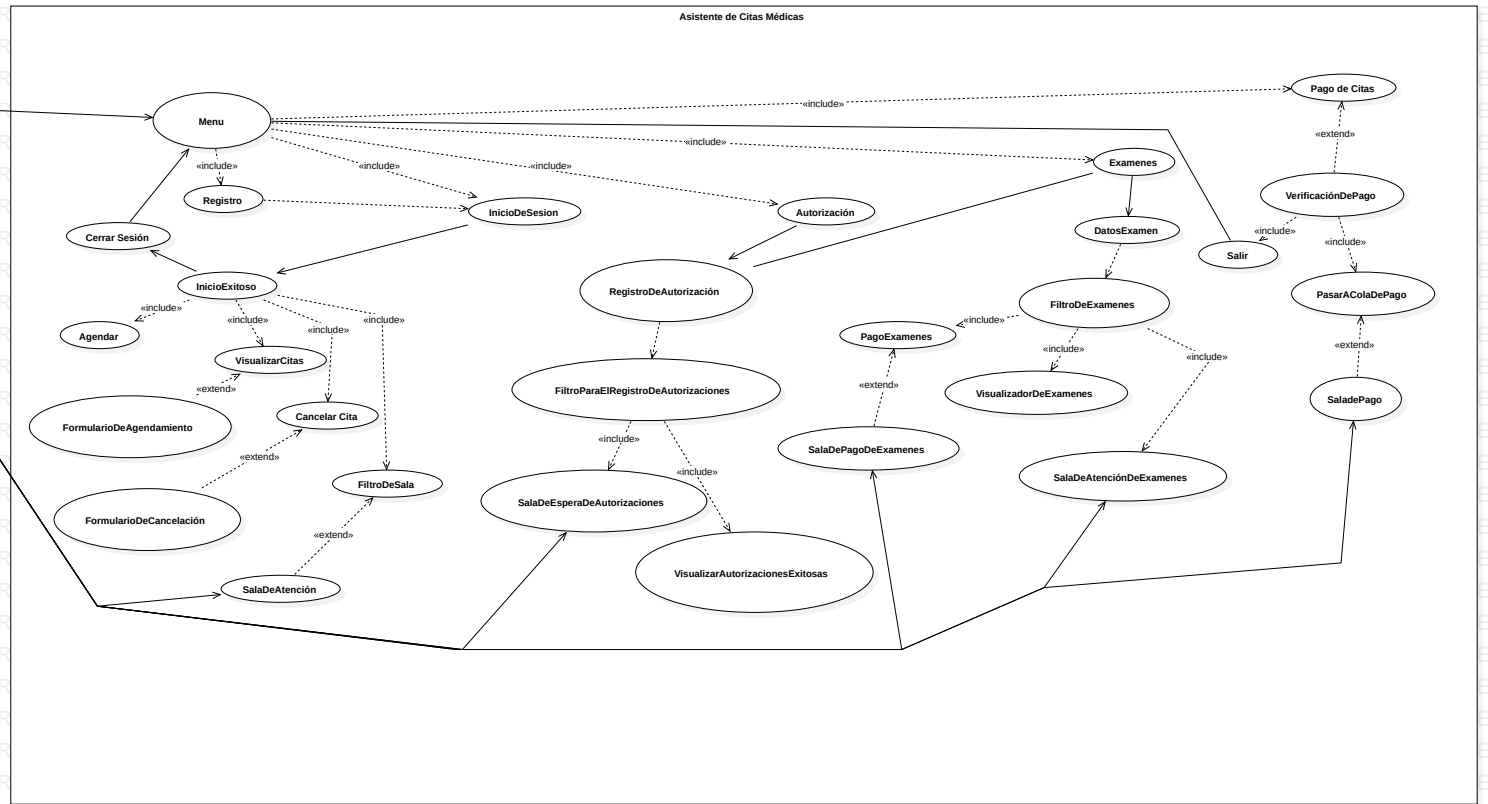 Asistente de Citas Médicas
Pago de Citas
«include»
Menu
«extend»
«include»
Examenes
«include»
«include»
«include»
VerificaciónDePago
Registro
InicioDeSesion
Autorización
DatosExamen
«include»
Cerrar Sesión
«include»
Salir
InicioExitoso
RegistroDeAutorización
PasarAColaDePago
FiltroDeExamenes
«include»
«include»
«include»
«include»
«include»
Agendar
PagoExamenes
«extend»
«include»
«include»
VisualizarCitas
«extend»
«extend»
FiltroParaElRegistroDeAutorizaciones
VisualizadorDeExamenes
SaladePago
Cancelar Cita
FormularioDeAgendamiento
«include»
SalaDePagoDeExamenes
«extend»
«include»
SalaDeAtenciónDeExamenes
FiltroDeSala
SalaDeEsperaDeAutorizaciones
FormularioDeCancelación
«extend»
VisualizarAutorizacionesExitosas
SalaDeAtención